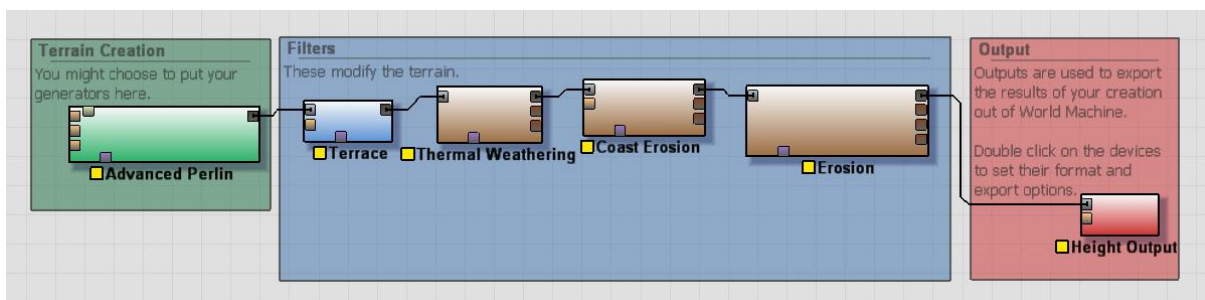 Terrain Creation
You might choose to put your
generators here.
Advanced Perlin
Filters
These modify the terrain.
Terrace
Thermal Weathering
Coast Erosion
Erosion
Output
Outputs are used to export
the results of your creation
out of World Machine.
Double click on the devices
to set their format and
export options.
Height Output